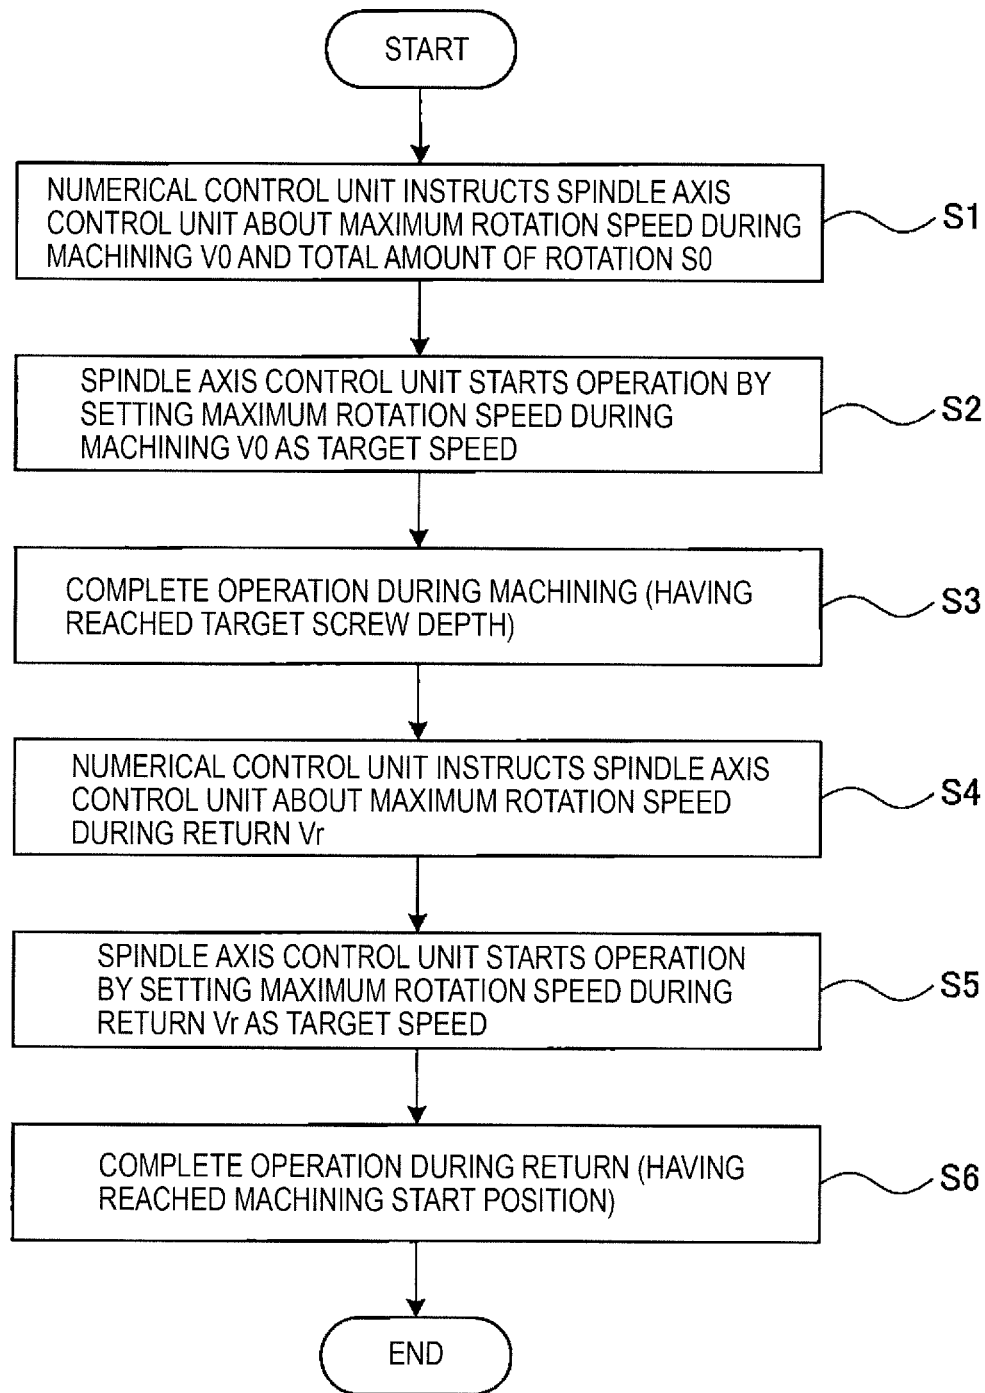 START
NUMERICAL CONTROL UNIT INSTRUCTS SPINDLE AXIS
CONTROL UNIT ABOUT MAXIMUM ROTATION SPEED DURING
MACHINING V0 AND TOTAL AMOUNT OF ROTATION S0
S1
SPINDLE AXIS CONTROL UNIT STARTS OPERATION BY
SETTING MAXIMUM ROTATION SPEED DURING
MACHINING V0 AS TARGET SPEED
S2
COMPLETE OPERATION DURING MACHINING (HAVING
REACHED TARGET SCREW DEPTH)
S3
NUMERICAL CONTROL UNIT INSTRUCTS SPINDLE AXIS
CONTROL UNIT ABOUT MAXIMUM ROTATION SPEED
DURING RETURN Vr
S4
SPINDLE AXIS CONTROL UNIT STARTS OPERATION
BY SETTING MAXIMUM ROTATION SPEED DURING
RETURN Vr AS TARGET SPEED
S5
COMPLETE OPERATION DURING RETURN (HAVING
REACHED MACHINING START POSITION)
S6
END